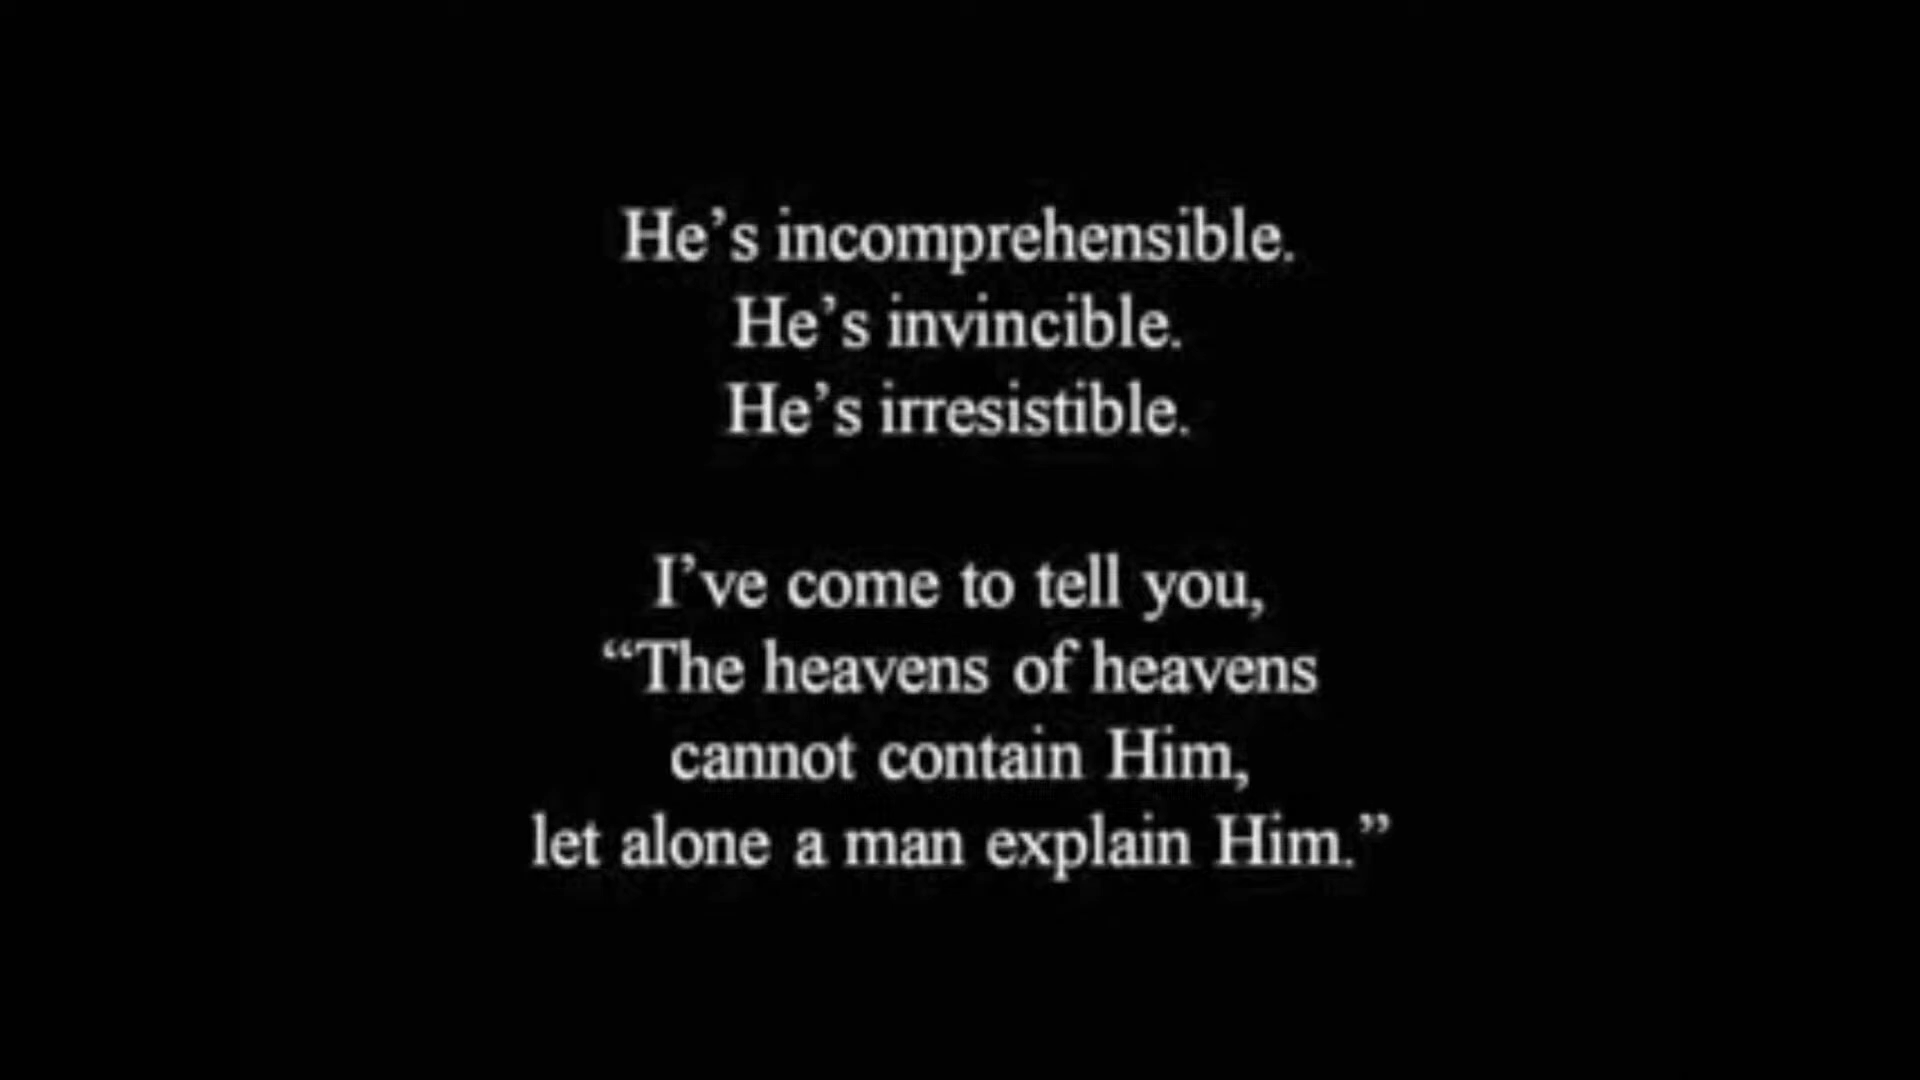 He’s incomprehensible.
He’s invincible.
He’s irresistible.
I’ve come to tell you,
“The heavens of heavens
cannot contain Him,
let alone a man explain Him.”